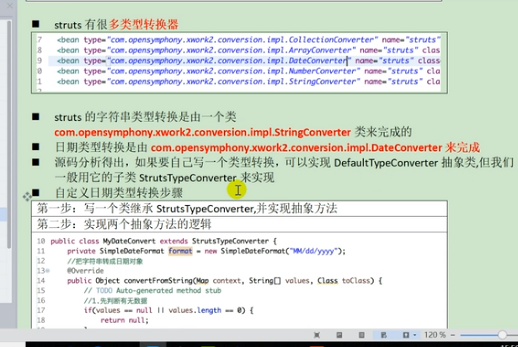 struts 有很多类型转换器
7 <bean type="com.opensymphony.xwork2.conversion.impl.CollectionConverter" name="struts"
8 <bean type="com.opensymphony.xwork2.conversion.impl.ArrayConverter" name="struts" clas
9 <bean type="com.opensymphony.xwork2.conversion.impl.DateConverter" name="struts" class
0 <bean type="com.opensymphony.xwork2.conversion.impl.NumberConverter" name="struts" cla
1 <bean type="com.opensymphony.xwork2.conversion.impl.StringConverter" name="struts" cla
struts 的字符串类型转换是由一个类
com.opensymphony.xwork2.conversion.impl.StringConverter 类来完成的
日期类型转换是由 com.opensymphony.xwork2.conversion.impl.DateConverter 来完成
源码分析得出，如果要自己写一个类型转换，可以实现 DefaultTypeConverter 抽象类,但我们
一般用它的子类 StrutsTypeConverter 来实现
自定义日期类型转换步骤
第一步：写一个类继承 StrutsTypeConverter,并实现抽象方法
第二步：实现两个抽象方法的逻辑
10 public class MyDateConvert extends StrutsTypeConverter {
11 private SimpleDateFormat format = new SimpleDateFormat("MM/dd/yyyy");
12 //把字符串转成日期对象
13 @Override
14 public Object convertFromString(Map context, String[] values, Class toClass) {
15 // TODO Auto-generated method stub
16 //1.先判断有无数据
17 if(values == null || values.length == 0) {
18 return null;
120 %